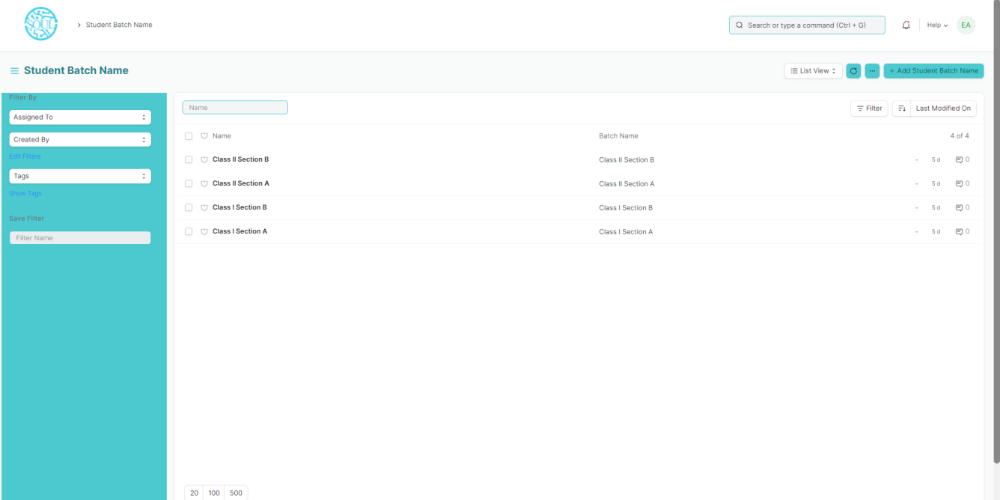 SOUL
Student Batch Name
Search or type a command (Ctrl + G)
Help
EA
Student Batch Name
List View
+ Add Student Batch Name
Filter By
Assigned To
Created By
Edit Filters
Tags
Show Tags
Save Filter
Filter Name
Name
Filter
Last Modified On
Name Batch Name 4 of 4
Class II Section B Class II Section B - 5 d 0
Class II Section A Class II Section A - 5 d 0
Class I Section B Class I Section B - 5 d 0
Class I Section A Class I Section A - 5 d 0
20 100 500